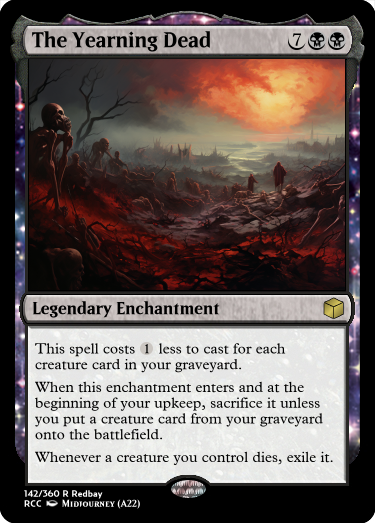 The Yearning Dead 7
Legendary Enchantment
This spell costs 1 less to cast for each
creature card in your graveyard.
When this enchantment enters and at the
beginning of your upkeep, sacrifice it unless
you put a creature card from your graveyard
onto the battlefield.
Whenever a creature you control dies, exile it.
142/360 R Redbay
RCC MIDJOURNEY (A22)